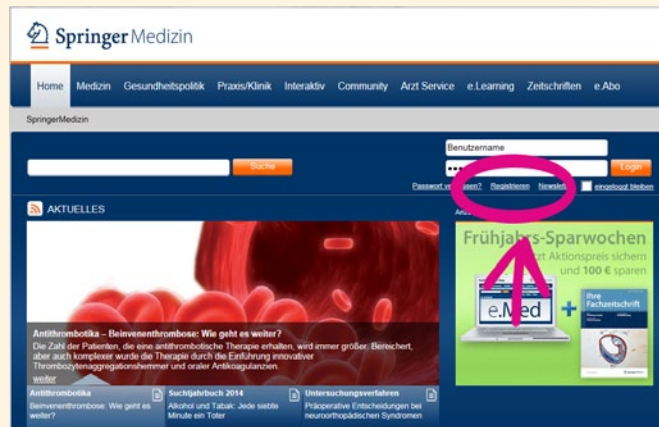 Springer Medizin
Home Medizin Gesundheitspolitik Praxis/Klinik Interaktiv Community Arzt Service e.Learning Zeitschriften e.Abo
SpringerMedizin
Benutzername
Suche
Login
Passwort Registrieren eingeloggt bleiben
AKTUELLES
Frühjahrs-Sparwochen
Aktionspreis sichern
und 100 € sparen
e.Med
+
Ihre
Fachzeitschrift
Antithrombotika – Beinvenenthrombose: Wie geht es weiter?
Die Zahl der Patienten, die eine antithrombotische Therapie erhalten, wird immer größer. Bereichert,
aber auch komplexer wurde die Therapie durch die Einführung innovativer
Thrombozytenaggregationshemmer und oraler Antikoagulanzien.
weiter
Antithrombotika
Beinvenenthrombose: Wie geht es
weiter?
Suchtjahrbuch 2014
Alkohol und Tabak: Jede siebte
Minute ein Toter
Untersuchungsverfahren
Präoperative Entscheidungen bei
neuroorthopädischen Syndromen